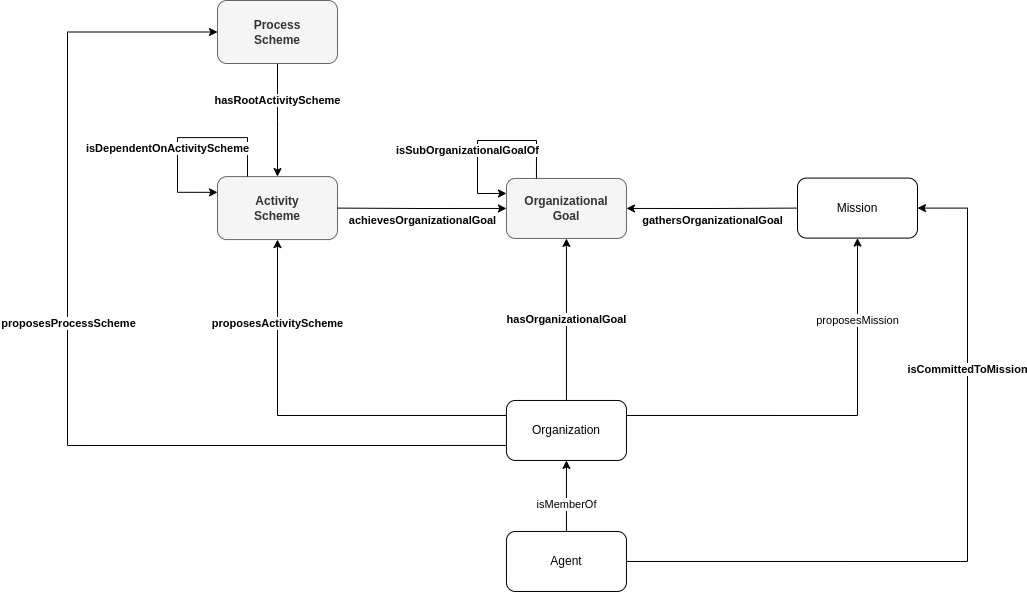 Process
Scheme
hasRootActivityScheme
isDependentOnActivityScheme
isSubOrganizationalGoalOf
Activity
Scheme
achievesOrganizationalGoal
Organizational
Goal
gathersOrganizationalGoal
Mission
proposesProcessScheme
proposesActivityScheme
hasOrganizationalGoal
proposesMission
isCommittedToMission
Organization
isMemberOf
Agent